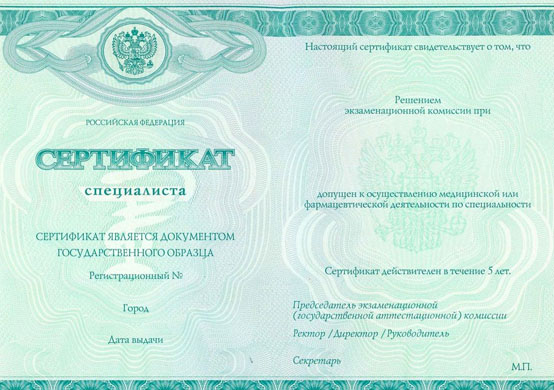 РОССИЙСКАЯ ФЕДЕРАЦИЯ
СЕРТИФИКАТ
специалиста
СЕРТИФИКАТ ЯВЛЯЕТСЯ ДОКУМЕНТОМ
ГОСУДАРСТВЕННОГО ОБРАЗЦА
Регистрационный №
Город
Дата выдачи
Настоящий сертификат свидетельствует о том, что
Решением
экзаменационной комиссии при
допущен к осуществлению медицинской или
фармацевтической деятельности по специальности
Сертификат действителен в течение 5 лет.
Председатель экзаменационной
(государственной аттестационной) комиссии
Ректор /Директор /Руководитель
Секретарь
М.П.